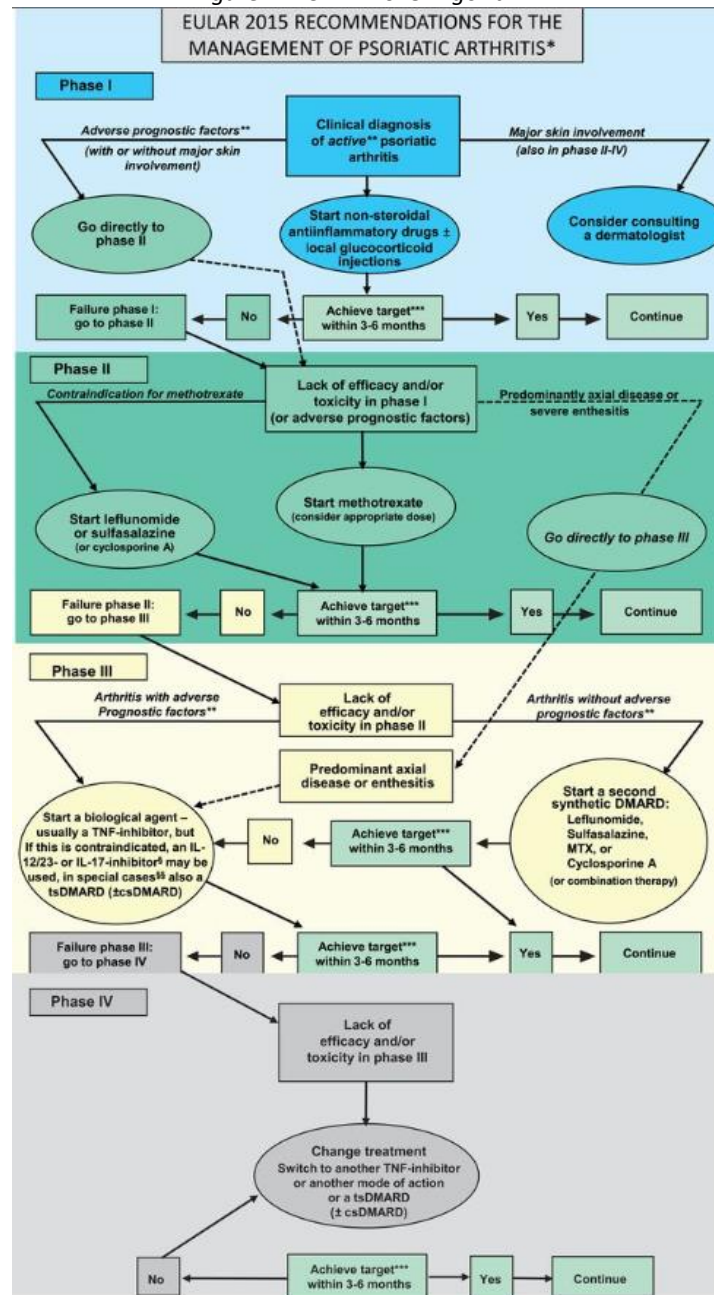 EULAR 2015 RECOMMENDATIONS FOR THE
MANAGEMENT OF PSORIATIC ARTHRITIS*
Phase I
Adverse prognostic factors**
(with or without major skin
involvement)
Clinical diagnosis
of active** psoriatic
arthritis
Major skin involvement
(also in phase II-IV)
Go directly to
phase II
Start non-steroidal
antiinflammatory drugs ±
local glucocorticoid
injections
Consider consulting
a dermatologist
Failure phase I:
go to phase II
No
Achieve target***
within 3-6 months
Yes
Continue
Phase II
Contraindication for methotrexate
Lack of efficacy and/or
toxicity in phase I
(or adverse prognostic factors)
Predominantly axial disease or
severe enthesitis
Start leflunomide
or sulfasalazine
(or cyclosporine A)
Start methotrexate
(consider appropriate dose)
Go directly to phase III
Failure phase II:
go to phase III
No
Achieve target***
within 3-6 months
Yes
Continue
Phase III
Arthritis with adverse
Prognostic factors**
Lack of
efficacy and/or
toxicity in phase II
Arthritis without adverse
prognostic factors**
Predominant axial
disease or enthesitis
Start a biological agent –
usually a TNF-inhibitor, but
If this is contraindicated, an IL-
12/23- or IL-17-inhibitor§ may be
used, in special cases§§ also a
tsDMARD (±csDMARD)
No
Achieve target***
within 3-6 months
Start a second
synthetic DMARD:
Leflunomide,
Sulfasalazine,
MTX, or
Cyclosporine A
(or combination therapy)
Failure phase III:
go to phase IV
No
Achieve target***
within 3-6 months
Yes
Continue
Phase IV
Lack of
efficacy and/or
toxicity in phase III
Change treatment
Switch to another TNF-inhibitor
or another mode of action
or a tsDMARD
(± csDMARD)
No
Achieve target***
within 3-6 months
Yes
Continue